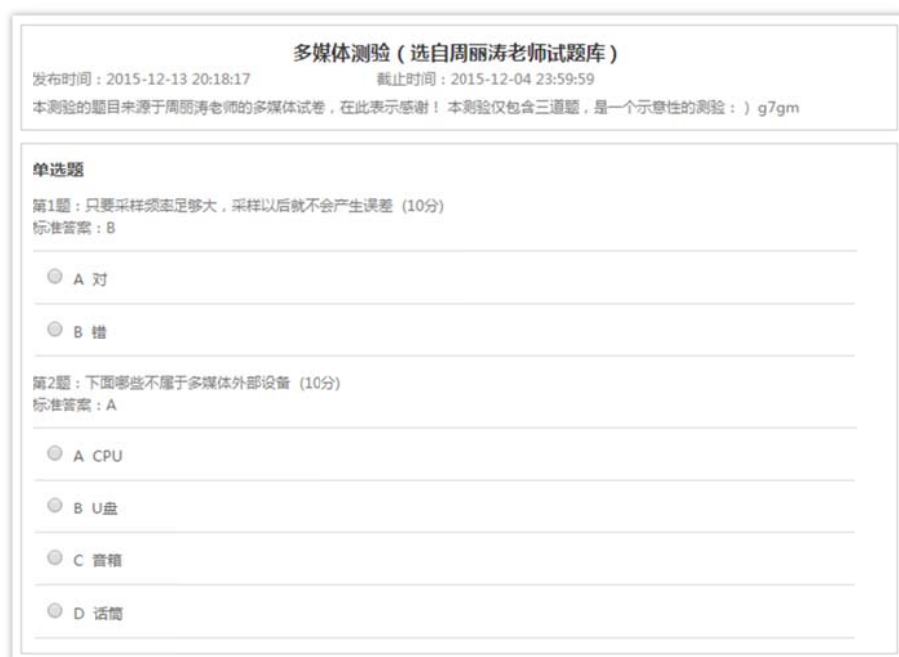 多媒体测验（选自周丽涛老师试题库）
发布时间：2015-12-13 20:18:17 截止时间：2015-12-04 23:59:59
本测验的题目来源于周丽涛老师的多媒体试卷，在此表示感谢！ 本测验仅包含三道题，是一个示意性的测验：）g7gm
单选题
第1题：只要采样频率足够大，采样以后就不会产生误差 (10分)
标准答案：B
A 对
B 错
第2题：下面哪些不属于多媒体外部设备 (10分)
标准答案：A
A CPU
B U盘
C 音箱
D 话筒